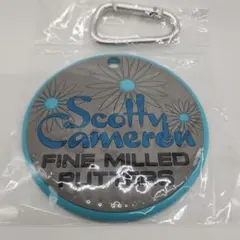 Scotty
Cameron
FINE MILLED
PUTTERS